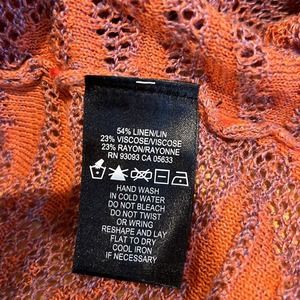 54% LINEN/LIN
23% VISCOSE/VISCOSE
23% RAYON/RAYONNE
RN 93093 CA 05633
HAND WASH
IN COLD WATER
DO NOT BLEACH
DO NOT TWIST
OR WRING
RESHAPE AND LAY
FLAT TO DRY
COOL IRON
IF NECESSARY